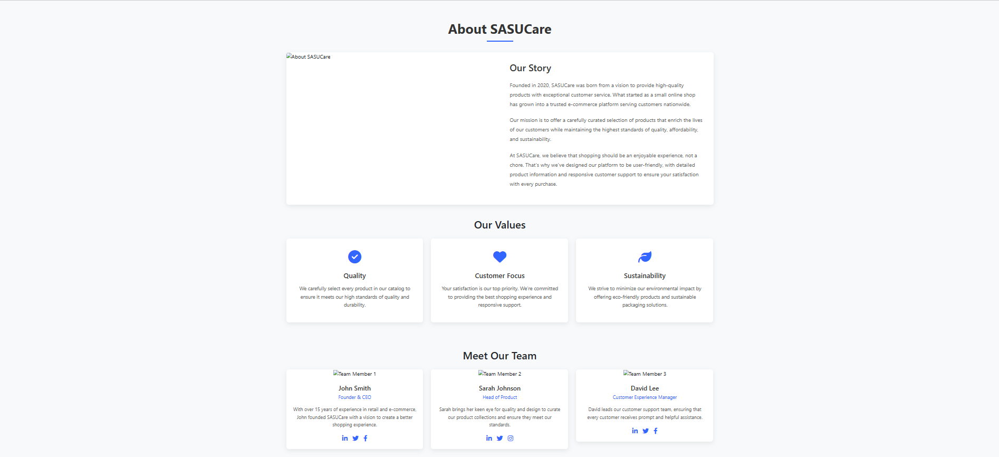 About SASUCare
About SASUCare
Our Story
Founded in 2020, SASUCare was born from a vision to provide high-quality
products with exceptional customer service. What started as a small online shop
has grown into a trusted e-commerce platform serving customers nationwide.
Our mission is to offer a carefully curated selection of products that enrich the lives
of our customers while maintaining the highest standards of quality, affordability,
and sustainability.
At SASUCare, we believe that shopping should be an enjoyable experience, not a
chore. That's why we've designed our platform to be user-friendly, with detailed
product information and responsive customer support to ensure your satisfaction
with every purchase.
Our Values
Quality
We carefully select every product in our catalog to
ensure it meets our high standards of quality and
durability.
Customer Focus
Your satisfaction is our top priority. We're committed
to providing the best shopping experience and
responsive support.
Sustainability
We strive to minimize our environmental impact by
offering eco-friendly products and sustainable
packaging solutions.
Meet Our Team
Team Member 1
John Smith
Founder & CEO
With over 15 years of experience in retail and e-commerce,
John founded SASUCare with a vision to create a better
shopping experience.
Team Member 2
Sarah Johnson
Head of Product
Sarah brings her keen eye for quality and design to curate
our product collections and ensure they meet our
standards.
Team Member 3
David Lee
Customer Experience Manager
David leads our customer support team, ensuring that
every customer receives prompt and helpful assistance.